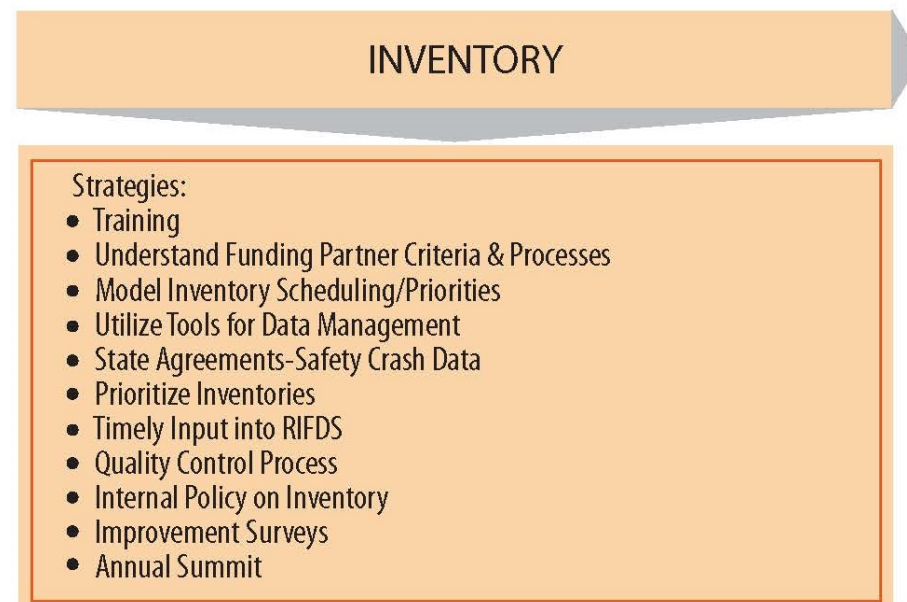 INVENTORY
Strategies:
• Training
• Understand Funding Partner Criteria & Processes
• Model Inventory Scheduling/Priorities
• Utilize Tools for Data Management
• State Agreements-Safety Crash Data
• Prioritize Inventories
• Timely Input into RIFDS
• Quality Control Process
• Internal Policy on Inventory
• Improvement Surveys
• Annual Summit